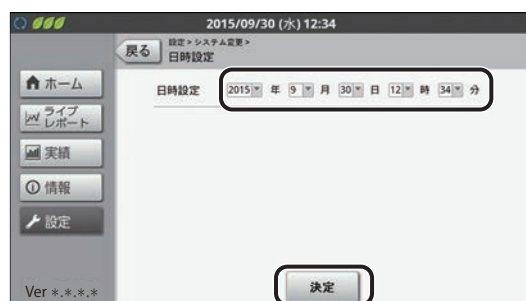 2015/09/30 (水) 12:34
戻る
設定>システム変更>
日時設定
ホーム
ライブ
レポート
実績
情報
設定
日時設定 2015 年 9 月 30 日 12 時 34 分
決定
Ver *.*.*.*